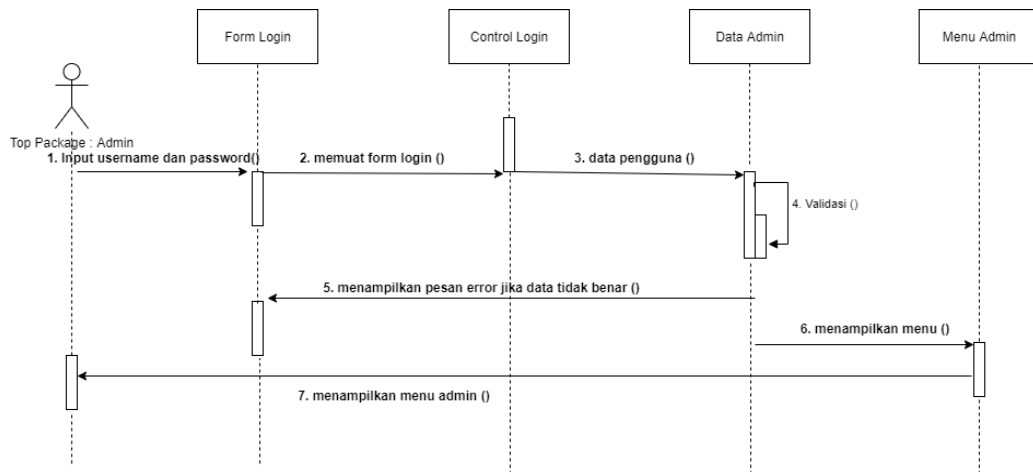 Form Login
Control Login
Data Admin
Menu Admin
Top Package : Admin
1. Input username dan password()
2. memuat form login ()
3. data pengguna ()
4. Validasi ()
5. menampilkan pesan error jika data tidak benar ()
6. menampilkan menu ()
7. menampilkan menu admin ()